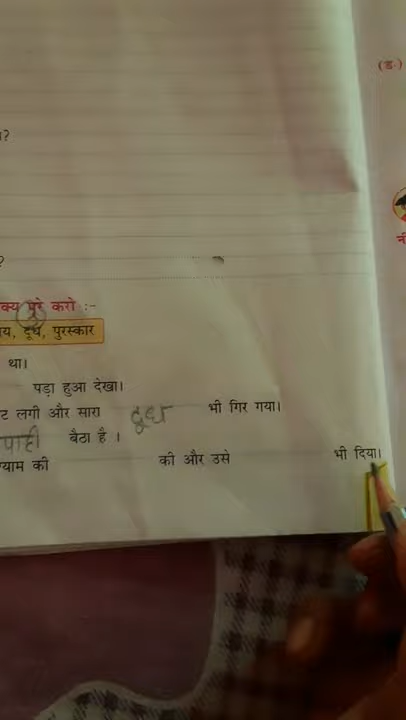 (ङ)
?
?
पूरे करो :-
दूध, पुरस्कार
था।
पड़ा हुआ देखा।
लगी और सारा दूध भी गिर गया।
बैठा है ।
की की और उसे भी दिया।